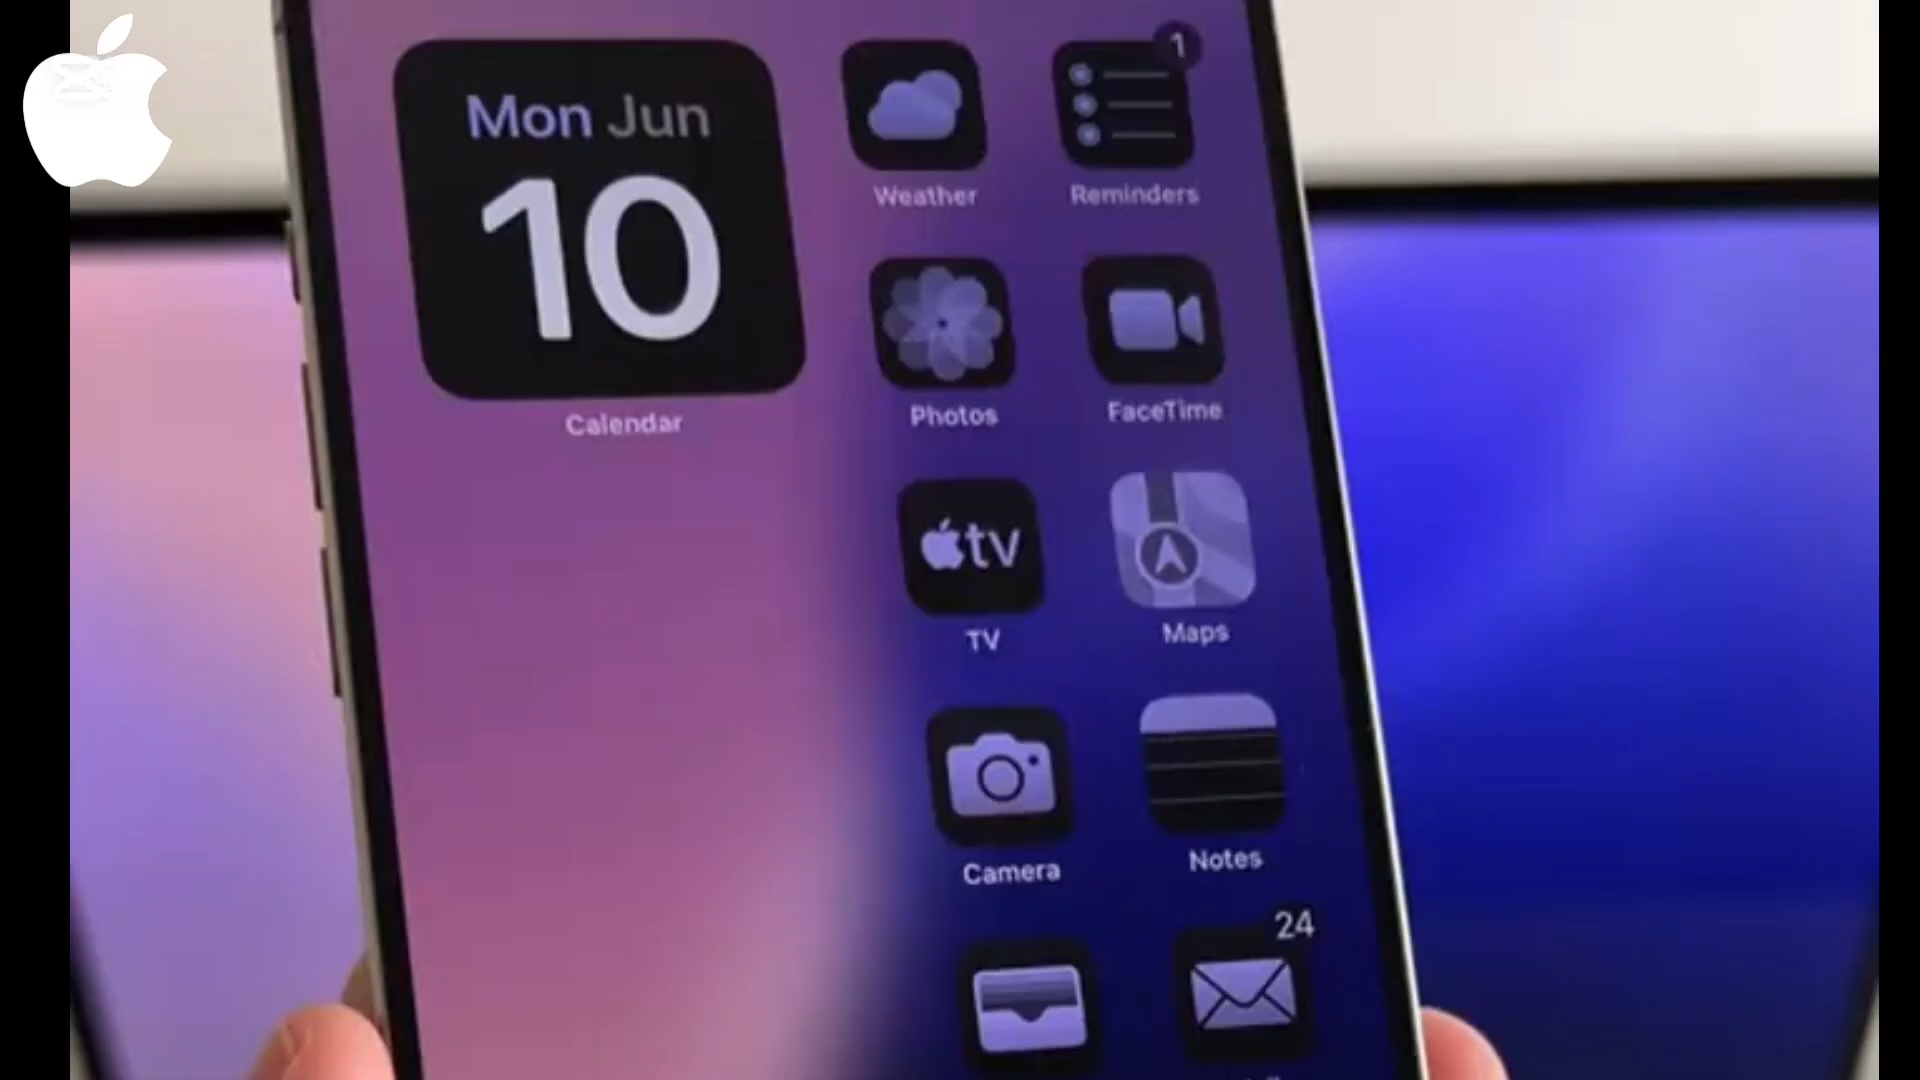 Mon Jun
10
Calendar
Weather
1
Reminders
Photos
FaceTime
tv
TV
Maps
Camera
Notes
24